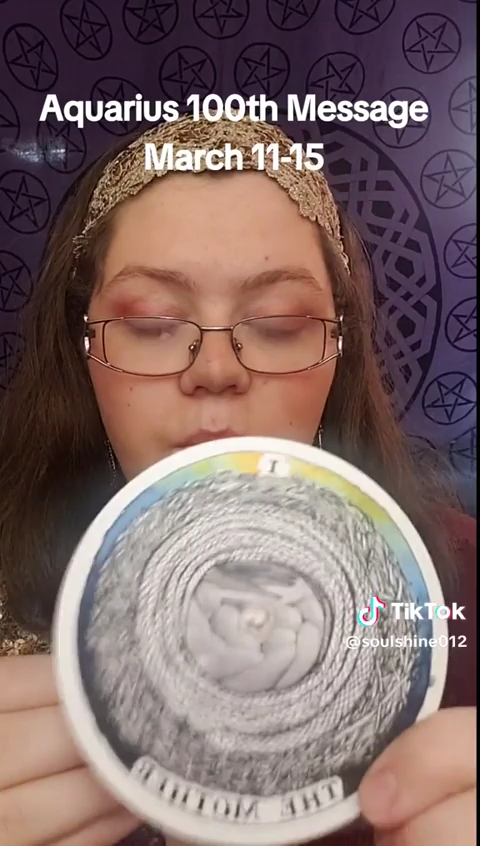 Aquarius 100th Message
March 11-15
I
TikTok
@soulshine012
THE MOTHER